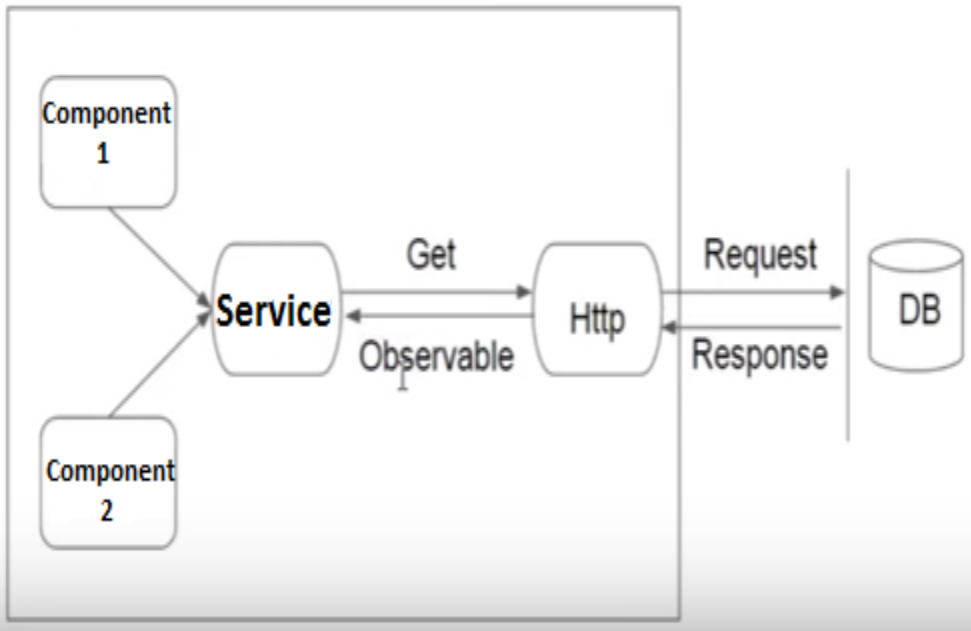 Component
1
Get
Request
Service
Http
DB
Observable
Response
Component
2